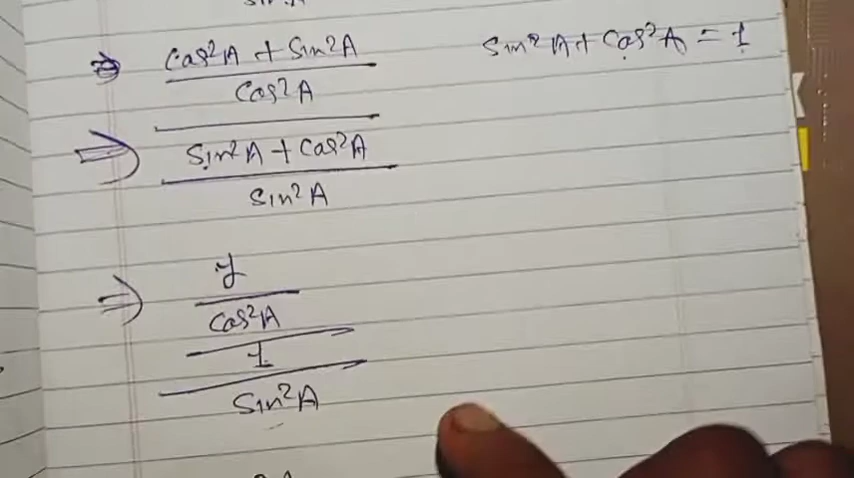 ⇒ Cos²A + Sin²A
Sin²A + Cos²A = 1
Cos²A
⇒ Sin²A + Cos²A
Sin²A
⇒ 1
Cos²A
1
Sin²A